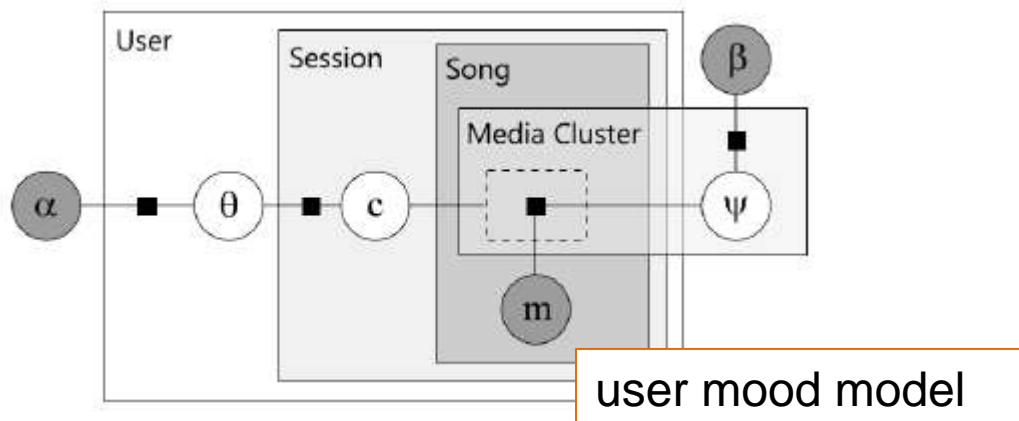 User
Session
Song
β
Media Cluster
α
θ
c
ψ
m
user mood model